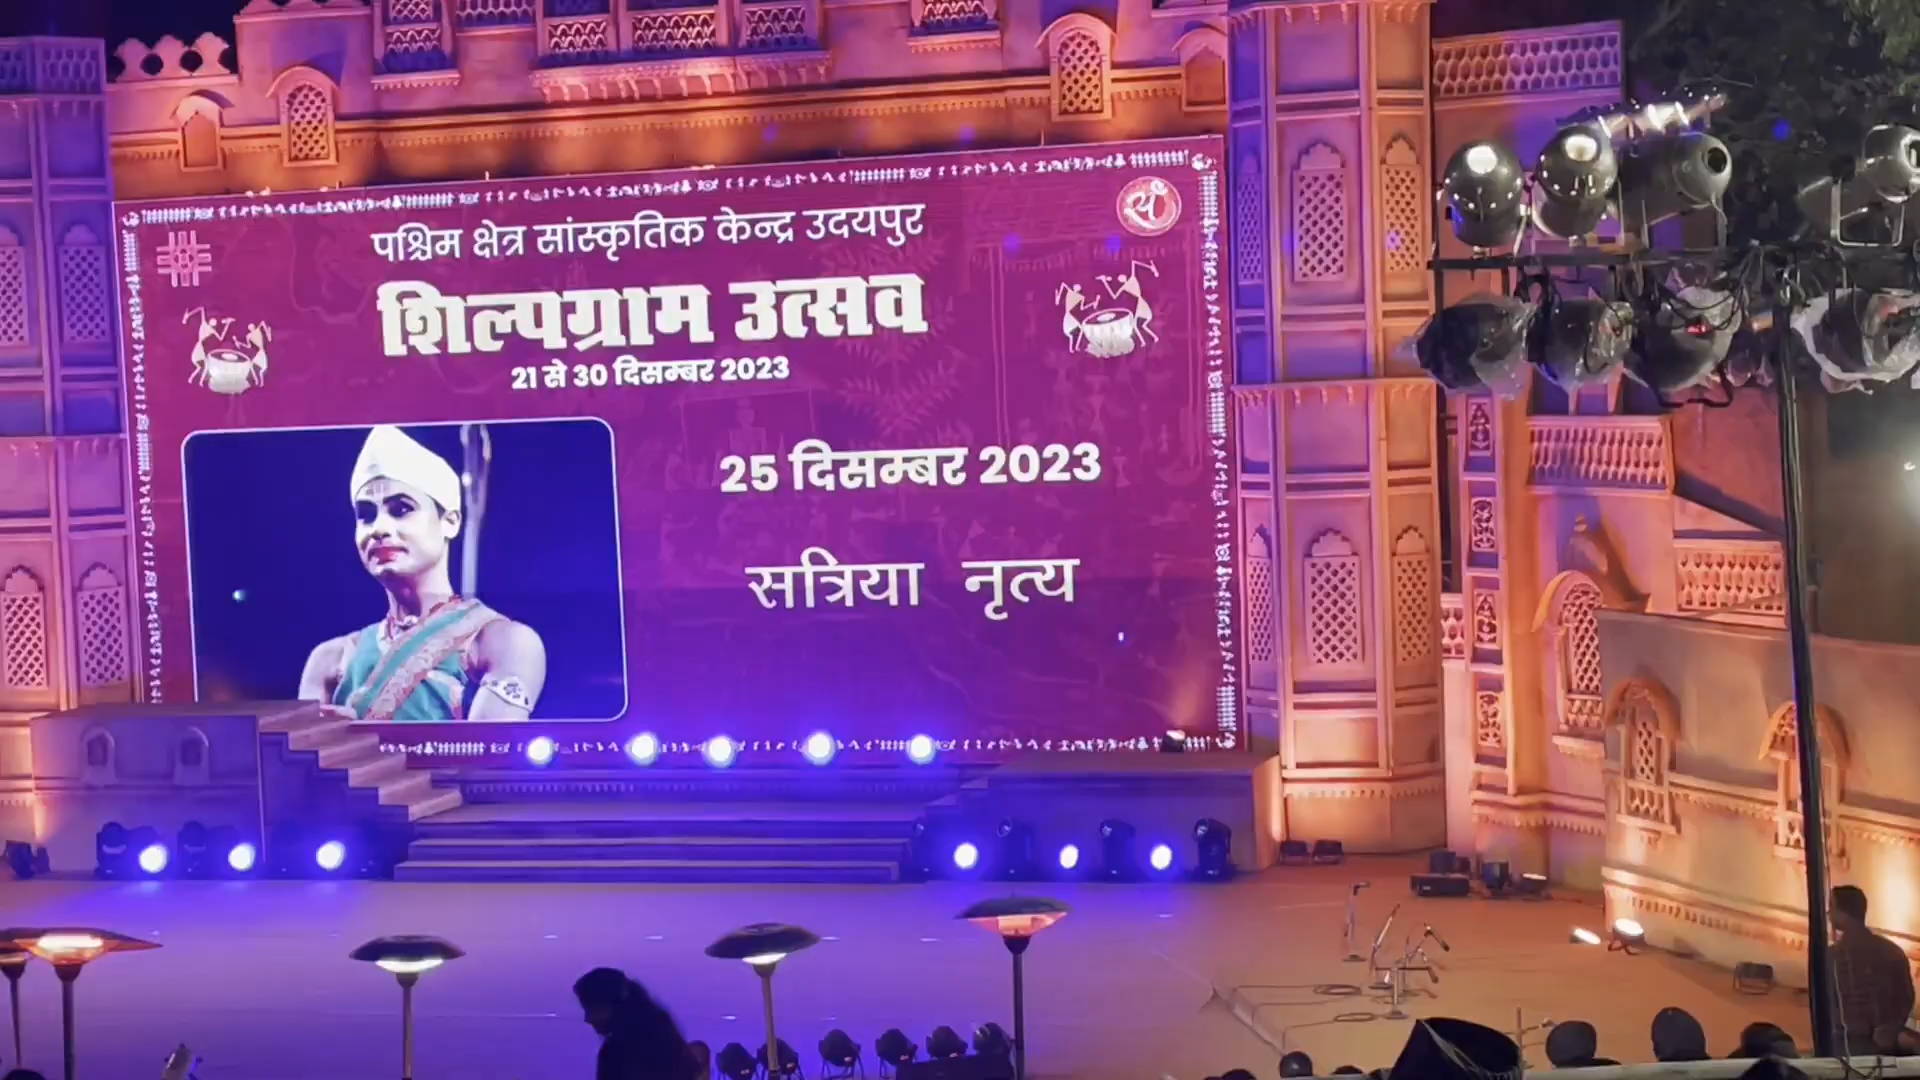 पश्चिम क्षेत्र सांस्कृतिक केन्द्र उदयपुर
शिल्पग्राम उत्सव
21 से 30 दिसम्बर 2023
25 दिसम्बर 2023
सत्रिया नृत्य